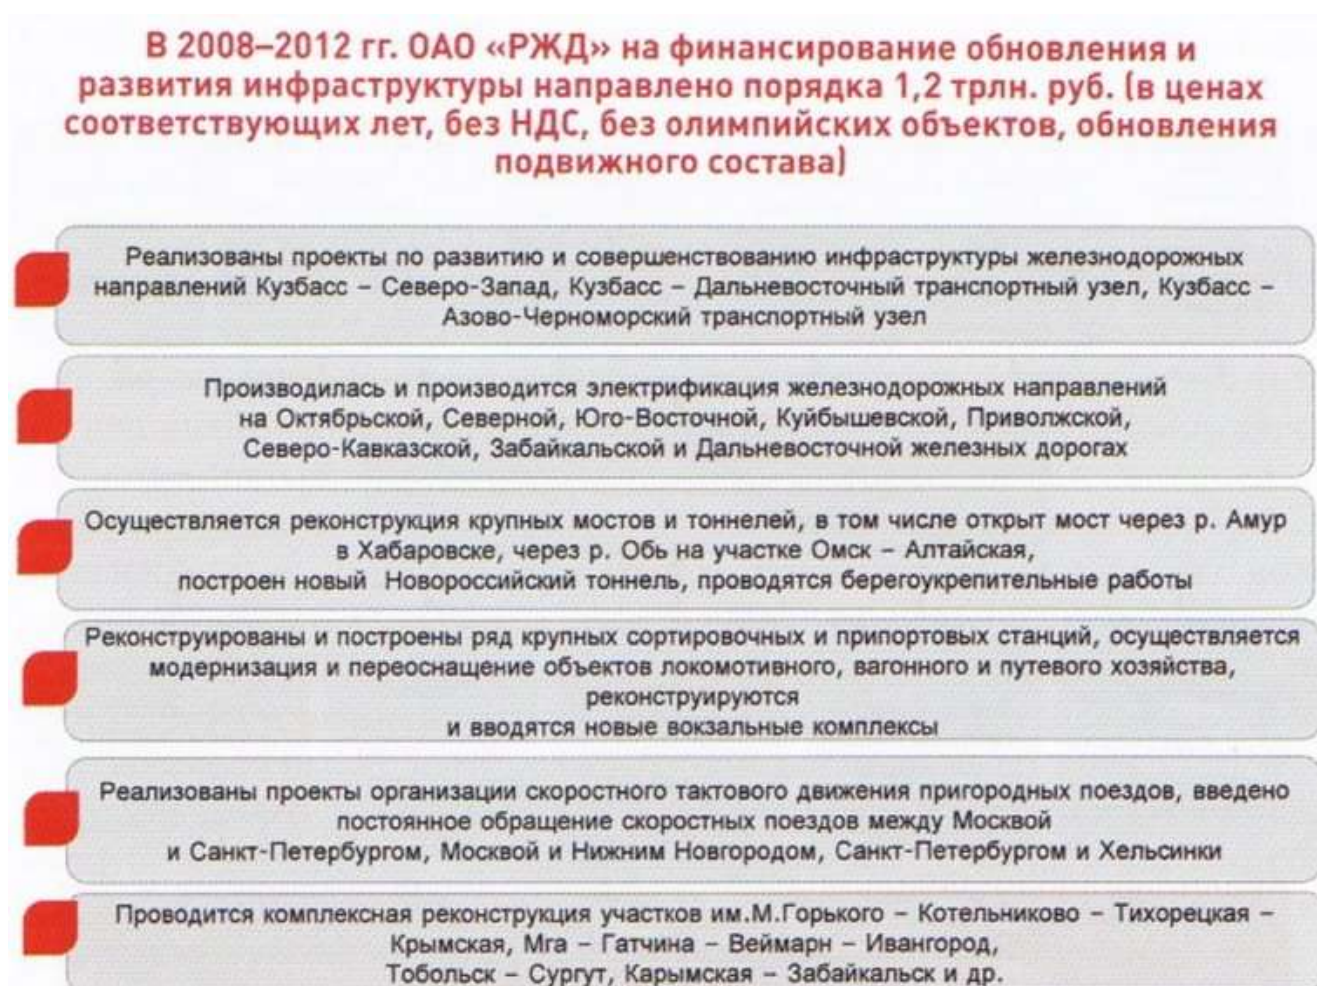 В 2008–2012 гг. ОАО «РЖД» на финансирование обновления и
развития инфраструктуры направлено порядка 1,2 трлн. руб. (в ценах
соответствующих лет, без НДС, без олимпийских объектов, обновления
подвижного состава)
Реализованы проекты по развитию и совершенствованию инфраструктуры железнодорожных
направлений Кузбасс – Северо-Запад, Кузбасс – Дальневосточный транспортный узел, Кузбасс –
Азово-Черноморский транспортный узел
Производилась и производится электрификация железнодорожных направлений
на Октябрьской, Северной, Юго-Восточной, Куйбышевской, Приволжской,
Северо-Кавказской, Забайкальской и Дальневосточной железных дорогах
Осуществляется реконструкция крупных мостов и тоннелей, в том числе открыт мост через р. Амур
в Хабаровске, через р. Обь на участке Омск – Алтайская,
построен новый Новороссийский тоннель, проводятся берегоукрепительные работы
Реконструированы и построены ряд крупных сортировочных и припортовых станций, осуществляется
модернизация и переоснащение объектов локомотивного, вагонного и путевого хозяйства,
реконструируются
и вводятся новые вокзальные комплексы
Реализованы проекты организации скоростного тактового движения пригородных поездов, введено
постоянное обращение скоростных поездов между Москвой
и Санкт-Петербургом, Москвой и Нижним Новгородом, Санкт-Петербургом и Хельсинки
Проводится комплексная реконструкция участков им.М.Горького – Котельниково – Тихорецкая –
Крымская, Мга – Гатчина – Веймарн – Ивангород,
Тобольск – Сургут, Карымская – Забайкальск и др.